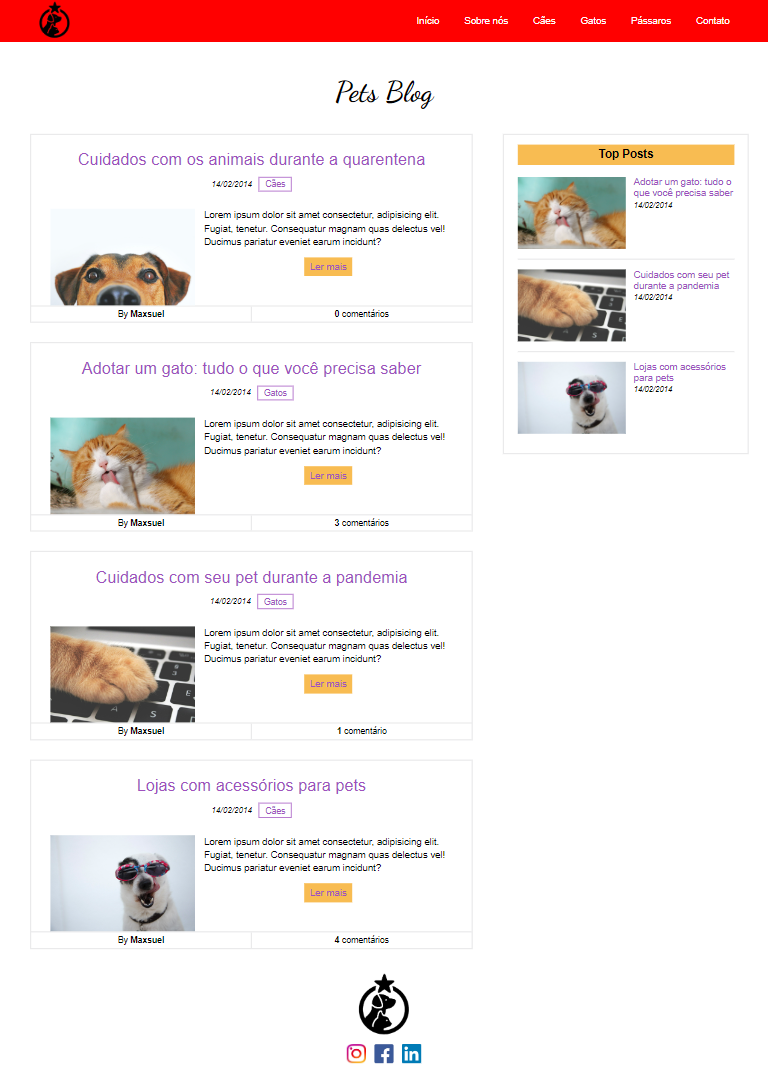 Início Sobre nós Cães Gatos Pássaros Contato
Pets Blog
Cuidados com os animais durante a quarentena
14/02/2014 Cães
Lorem ipsum dolor sit amet consectetur, adipisicing elit.
Fugiat, tenetur. Consequatur magnam quas delectus vel!
Ducimus pariatur eveniet earum incidunt?
Ler mais
By Maxsuel 0 comentários
Adotar um gato: tudo o que você precisa saber
14/02/2014 Gatos
Lorem ipsum dolor sit amet consectetur, adipisicing elit.
Fugiat, tenetur. Consequatur magnam quas delectus vel!
Ducimus pariatur eveniet earum incidunt?
Ler mais
By Maxsuel 3 comentários
Cuidados com seu pet durante a pandemia
14/02/2014 Gatos
Lorem ipsum dolor sit amet consectetur, adipisicing elit.
Fugiat, tenetur. Consequatur magnam quas delectus vel!
Ducimus pariatur eveniet earum incidunt?
Ler mais
By Maxsuel 1 comentário
Lojas com acessórios para pets
14/02/2014 Cães
Lorem ipsum dolor sit amet consectetur, adipisicing elit.
Fugiat, tenetur. Consequatur magnam quas delectus vel!
Ducimus pariatur eveniet earum incidunt?
Ler mais
By Maxsuel 4 comentários
Top Posts
Adotar um gato: tudo o
que você precisa saber
14/02/2014
Cuidados com seu pet
durante a pandemia
14/02/2014
Lojas com acessórios
para pets
14/02/2014